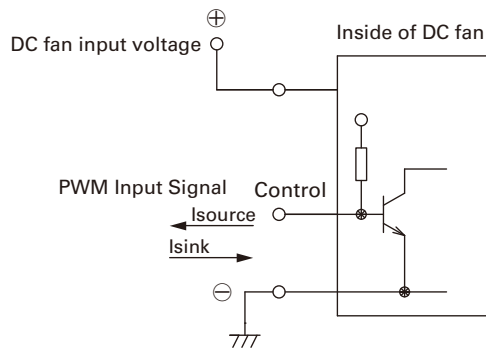 ⊕
DC fan input voltage
Inside of DC fan
PWM Input Signal
Control
Isource
Isink
⊖